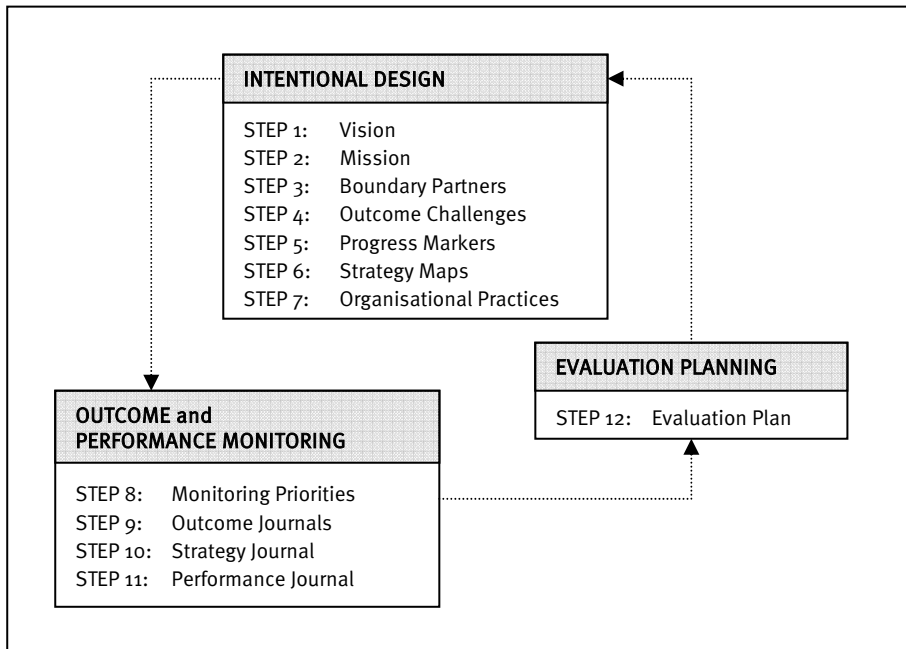 INTENTIONAL DESIGN
STEP 1: Vision
STEP 2: Mission
STEP 3: Boundary Partners
STEP 4: Outcome Challenges
STEP 5: Progress Markers
STEP 6: Strategy Maps
STEP 7: Organisational Practices
EVALUATION PLANNING
STEP 12: Evaluation Plan
OUTCOME and
PERFORMANCE MONITORING
STEP 8: Monitoring Priorities
STEP 9: Outcome Journals
STEP 10: Strategy Journal
STEP 11: Performance Journal